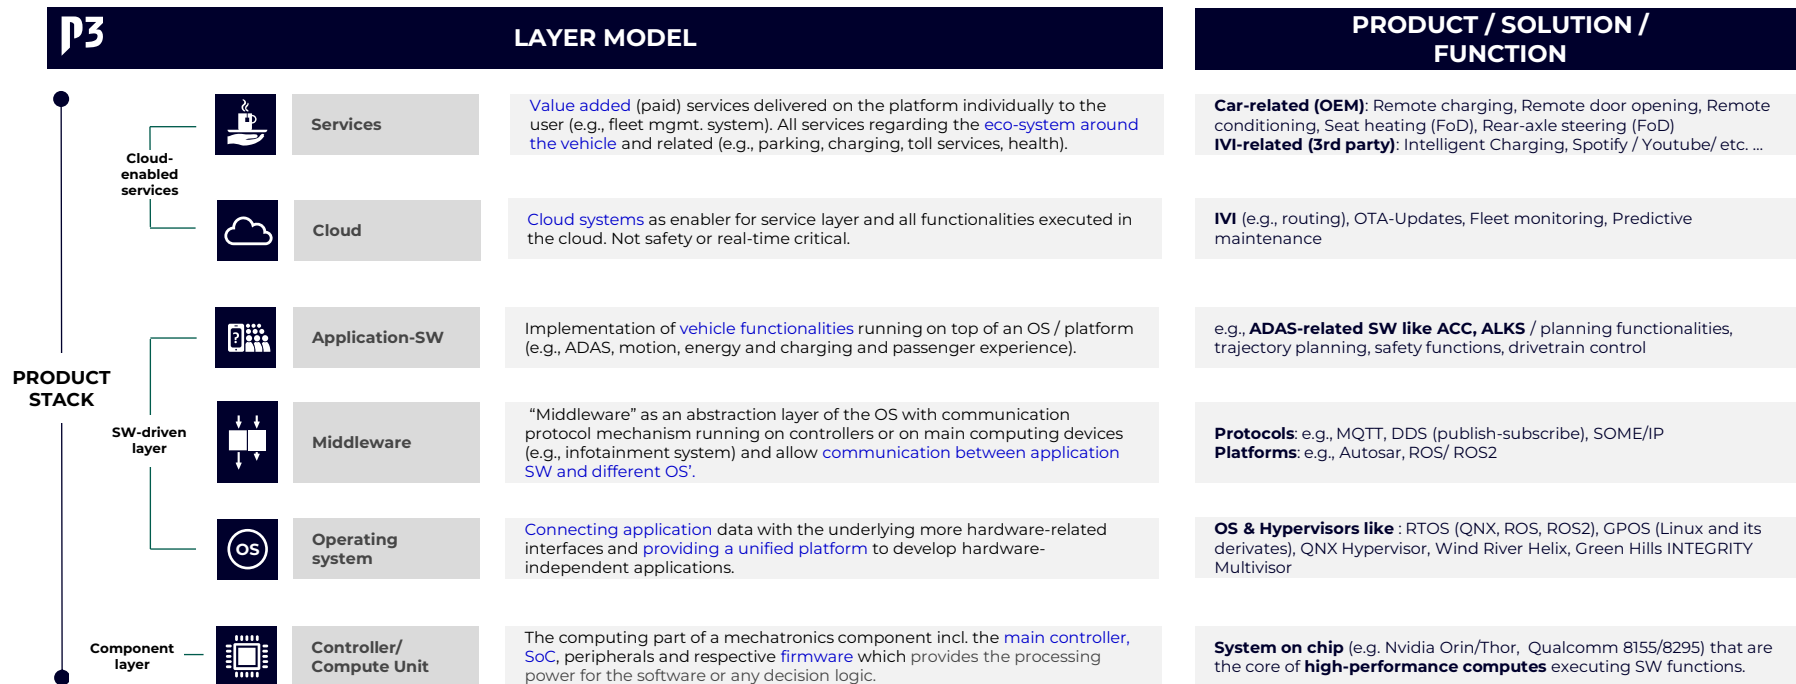 P3
LAYER MODEL
PRODUCT / SOLUTION /
FUNCTION
PRODUCT
STACK
Cloud-
enabled
services
Services
Value added (paid) services delivered on the platform individually to the
user (e.g., fleet mgmt. system). All services regarding the eco-system around
the vehicle and related (e.g., parking, charging, toll services, health).
Car-related (OEM): Remote charging, Remote door opening, Remote
conditioning, Seat heating (FoD), Rear-axle steering (FoD)
IVI-related (3rd party): Intelligent Charging, Spotify / Youtube/ etc. ...
Cloud
Cloud systems as enabler for service layer and all functionalities executed in
the cloud. Not safety or real-time critical.
IVI (e.g., routing), OTA-Updates, Fleet monitoring, Predictive
maintenance
SW-driven
layer
?
Application-SW
Implementation of vehicle functionalities running on top of an OS / platform
(e.g., ADAS, motion, energy and charging and passenger experience).
e.g., ADAS-related SW like ACC, ALKS / planning functionalities,
trajectory planning, safety functions, drivetrain control
Middleware
“Middleware” as an abstraction layer of the OS with communication
protocol mechanism running on controllers or on main computing devices
(e.g., infotainment system) and allow communication between application
SW and different OS’.
Protocols: e.g., MQTT, DDS (publish-subscribe), SOME/IP
Platforms: e.g., Autosar, ROS/ ROS2
OS
Operating
system
Connecting application data with the underlying more hardware-related
interfaces and providing a unified platform to develop hardware-
independent applications.
OS & Hypervisors like : RTOS (QNX, ROS, ROS2), GPOS (Linux and its
derivates), QNX Hypervisor, Wind River Helix, Green Hills INTEGRITY
Multivisor
Component
layer
Controller/
Compute Unit
The computing part of a mechatronics component incl. the main controller,
SoC, peripherals and respective firmware which provides the processing
power for the software or any decision logic.
System on chip (e.g. Nvidia Orin/Thor, Qualcomm 8155/8295) that are
the core of high-performance computes executing SW functions.